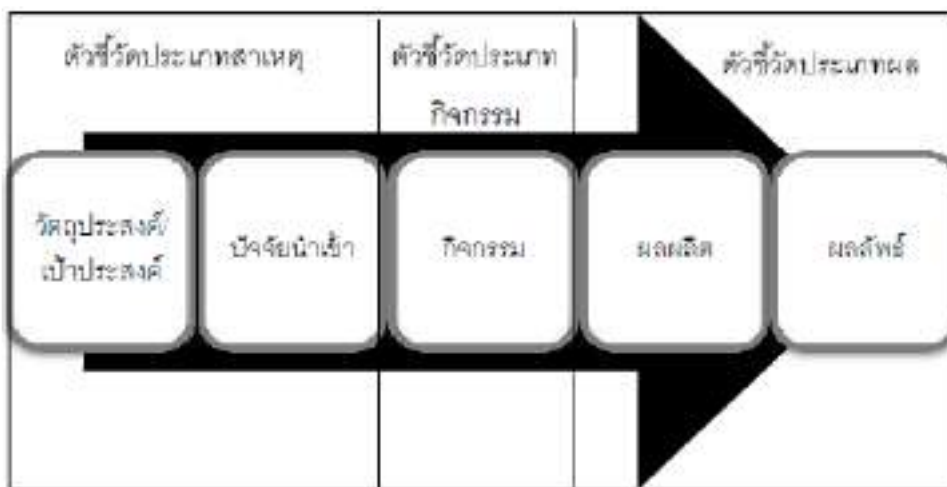 ตัวชี้วัดประเภทสาเหตุ
ตัวชี้วัดประเภท
กิจกรรม
ตัวชี้วัดประเภทผล
วัตถุประสงค์/
เป้าประสงค์
ปัจจัยนำเข้า
กิจกรรม
ผลผลิต
ผลลัพธ์